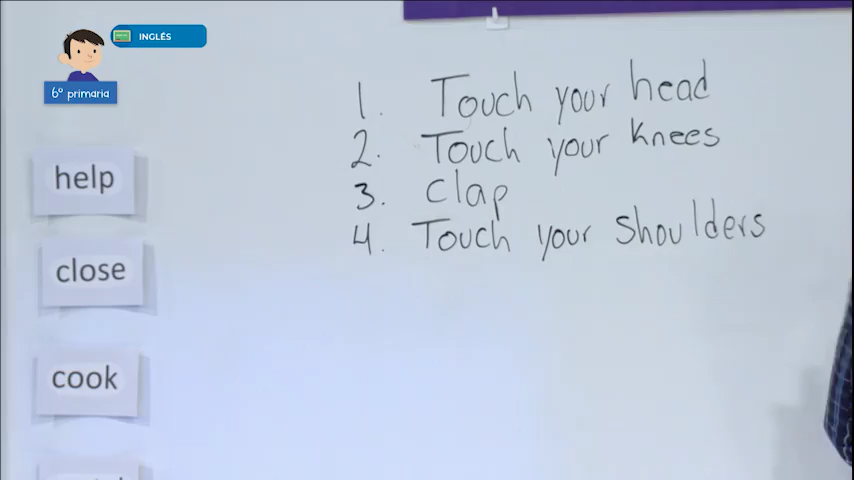 INGLÉS
6º primaria
1. Touch your head
2. Touch your knees
3. Clap
4. Touch your shoulders
help
close
cook